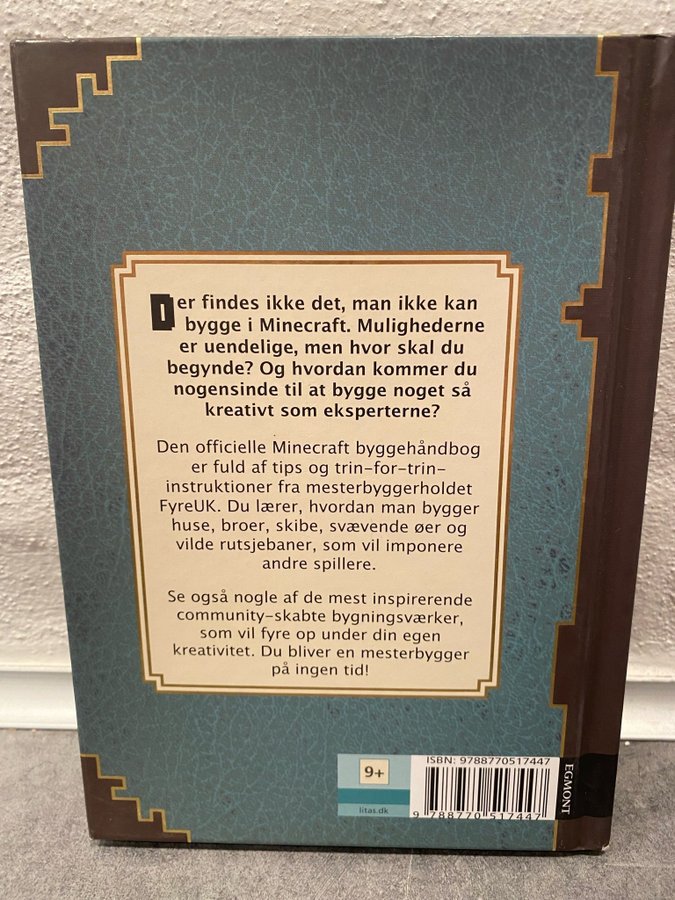 Der findes ikke det, man ikke kan
bygge i Minecraft. Mulighederne
er uendelige, men hvor skal du
begynde? Og hvordan kommer du
nogensinde til at bygge noget så
kreativt som eksperterne?
Den officielle Minecraft byggehåndbog
er fuld af tips og trin-for-trin-
instruktioner fra mesterbyggerholdet
FyreUK. Du lærer, hvordan man bygger
huse, broer, skibe, svævende øer og
vilde rutsjebaner, som vil imponere
andre spillere.
Se også nogle af de mest inspirerende
community-skabte bygningsværker,
som vil fyre op under din egen
kreativitet. Du bliver en mesterbygger
på ingen tid!
9+
litas.dk
ISBN: 9788770517447
9 788770 517447
EGMONT